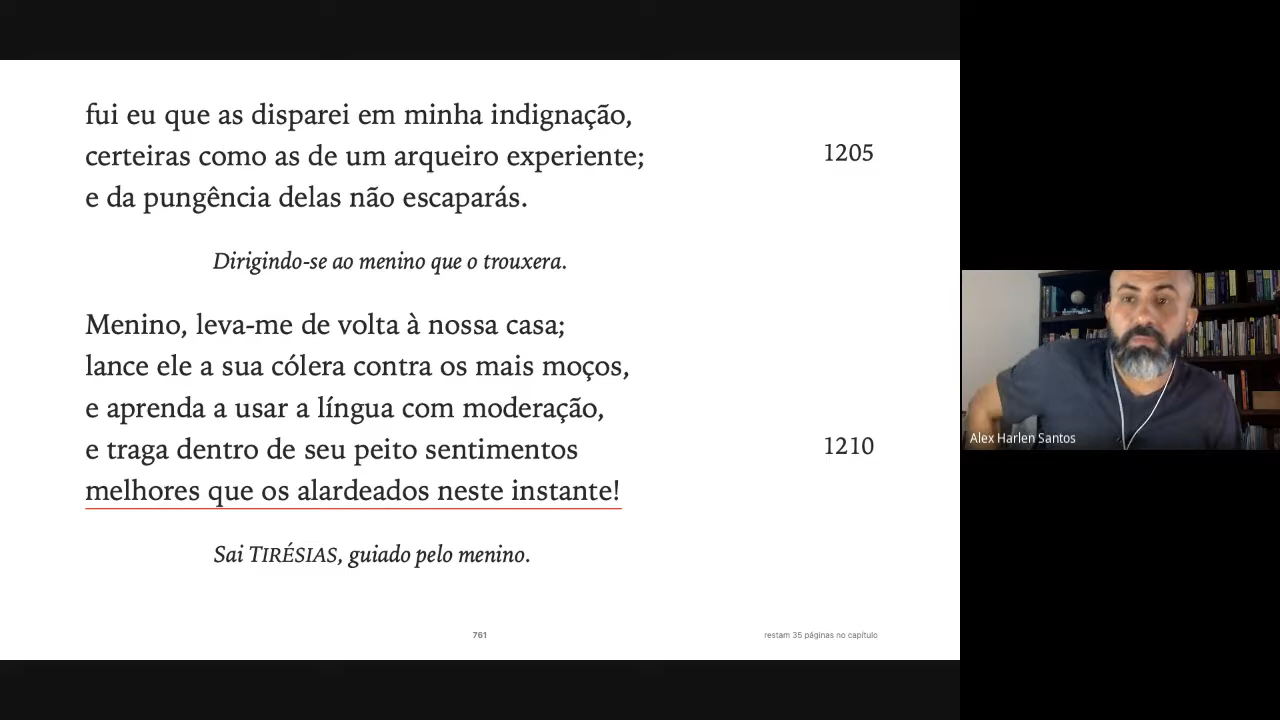 fui eu que as disparei em minha indignação,
certeiras como as de um arqueiro experiente;
1205
e da pungência delas não escaparás.
Dirigindo-se ao menino que o trouxera.
Menino, leva-me de volta à nossa casa;
lance ele a sua cólera contra os mais moços,
e aprenda a usar a língua com moderação,
e traga dentro de seu peito sentimentos
1210
melhores que os alardeados neste instante!
Sai TIRÉSIAS, guiado pelo menino.
761
restam 35 páginas no capítulo
Alex Harlen Santos